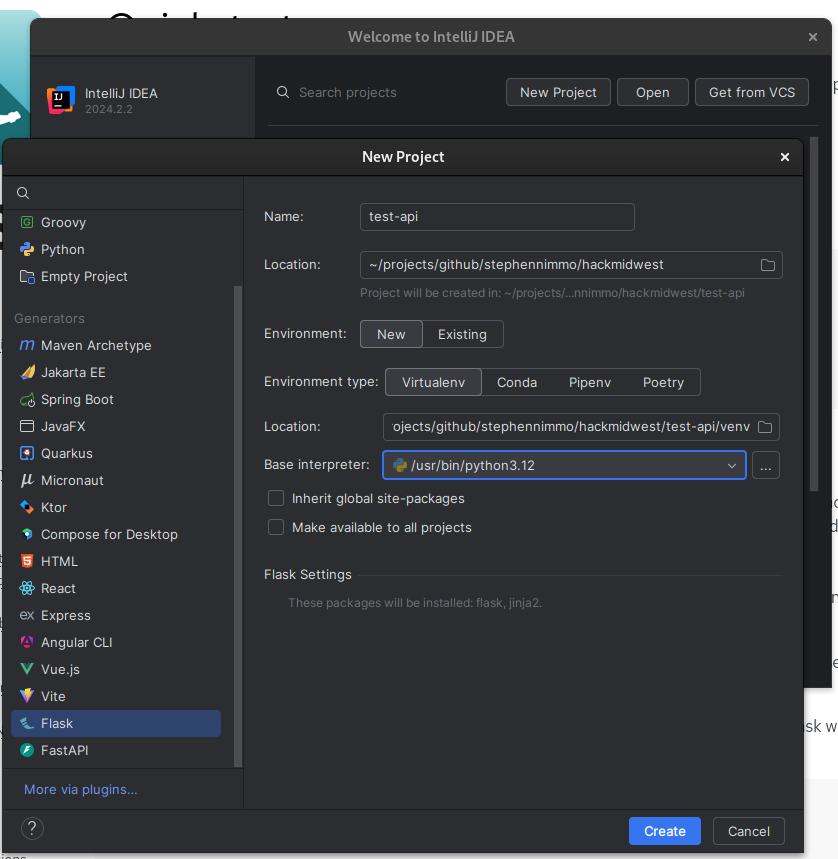 Welcome to IntelliJ IDEA
IntelliJ IDEA
2024.2.2
Search projects
New Project
Open
Get from VCS
New Project
Groovy
Python
Empty Project
Generators
Maven Archetype
Jakarta EE
Spring Boot
JavaFX
Quarkus
Micronaut
Ktor
Compose for Desktop
HTML
React
ex Express
Angular CLI
Vue.js
Vite
Flask
FastAPI
More via plugins...
Name: test-api
Location: ~/projects/github/stephennimmo/hackmidwest
Project will be created in: ~/projects/...nnimmo/hackmidwest/test-api
Environment: New Existing
Environment type: Virtualenv Conda Pipenv Poetry
Location: ojects/github/stephennimmo/hackmidwest/test-api/venv
Base interpreter: /usr/bin/python3.12 ...
Inherit global site-packages
Make available to all projects
Flask Settings
These packages will be installed: flask, jinja2.
? Create Cancel